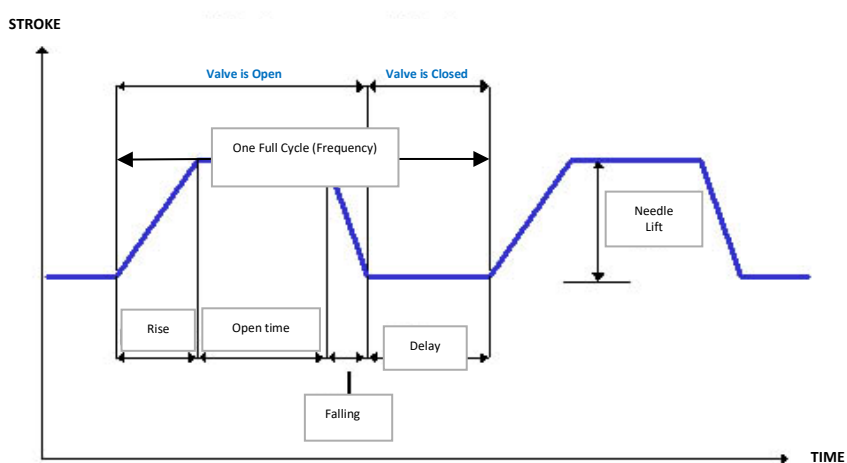 STROKE
Valve is Open
Valve is Closed
One Full Cycle (Frequency)
Needle
Lift
Rise
Open time
Delay
Falling
TIME